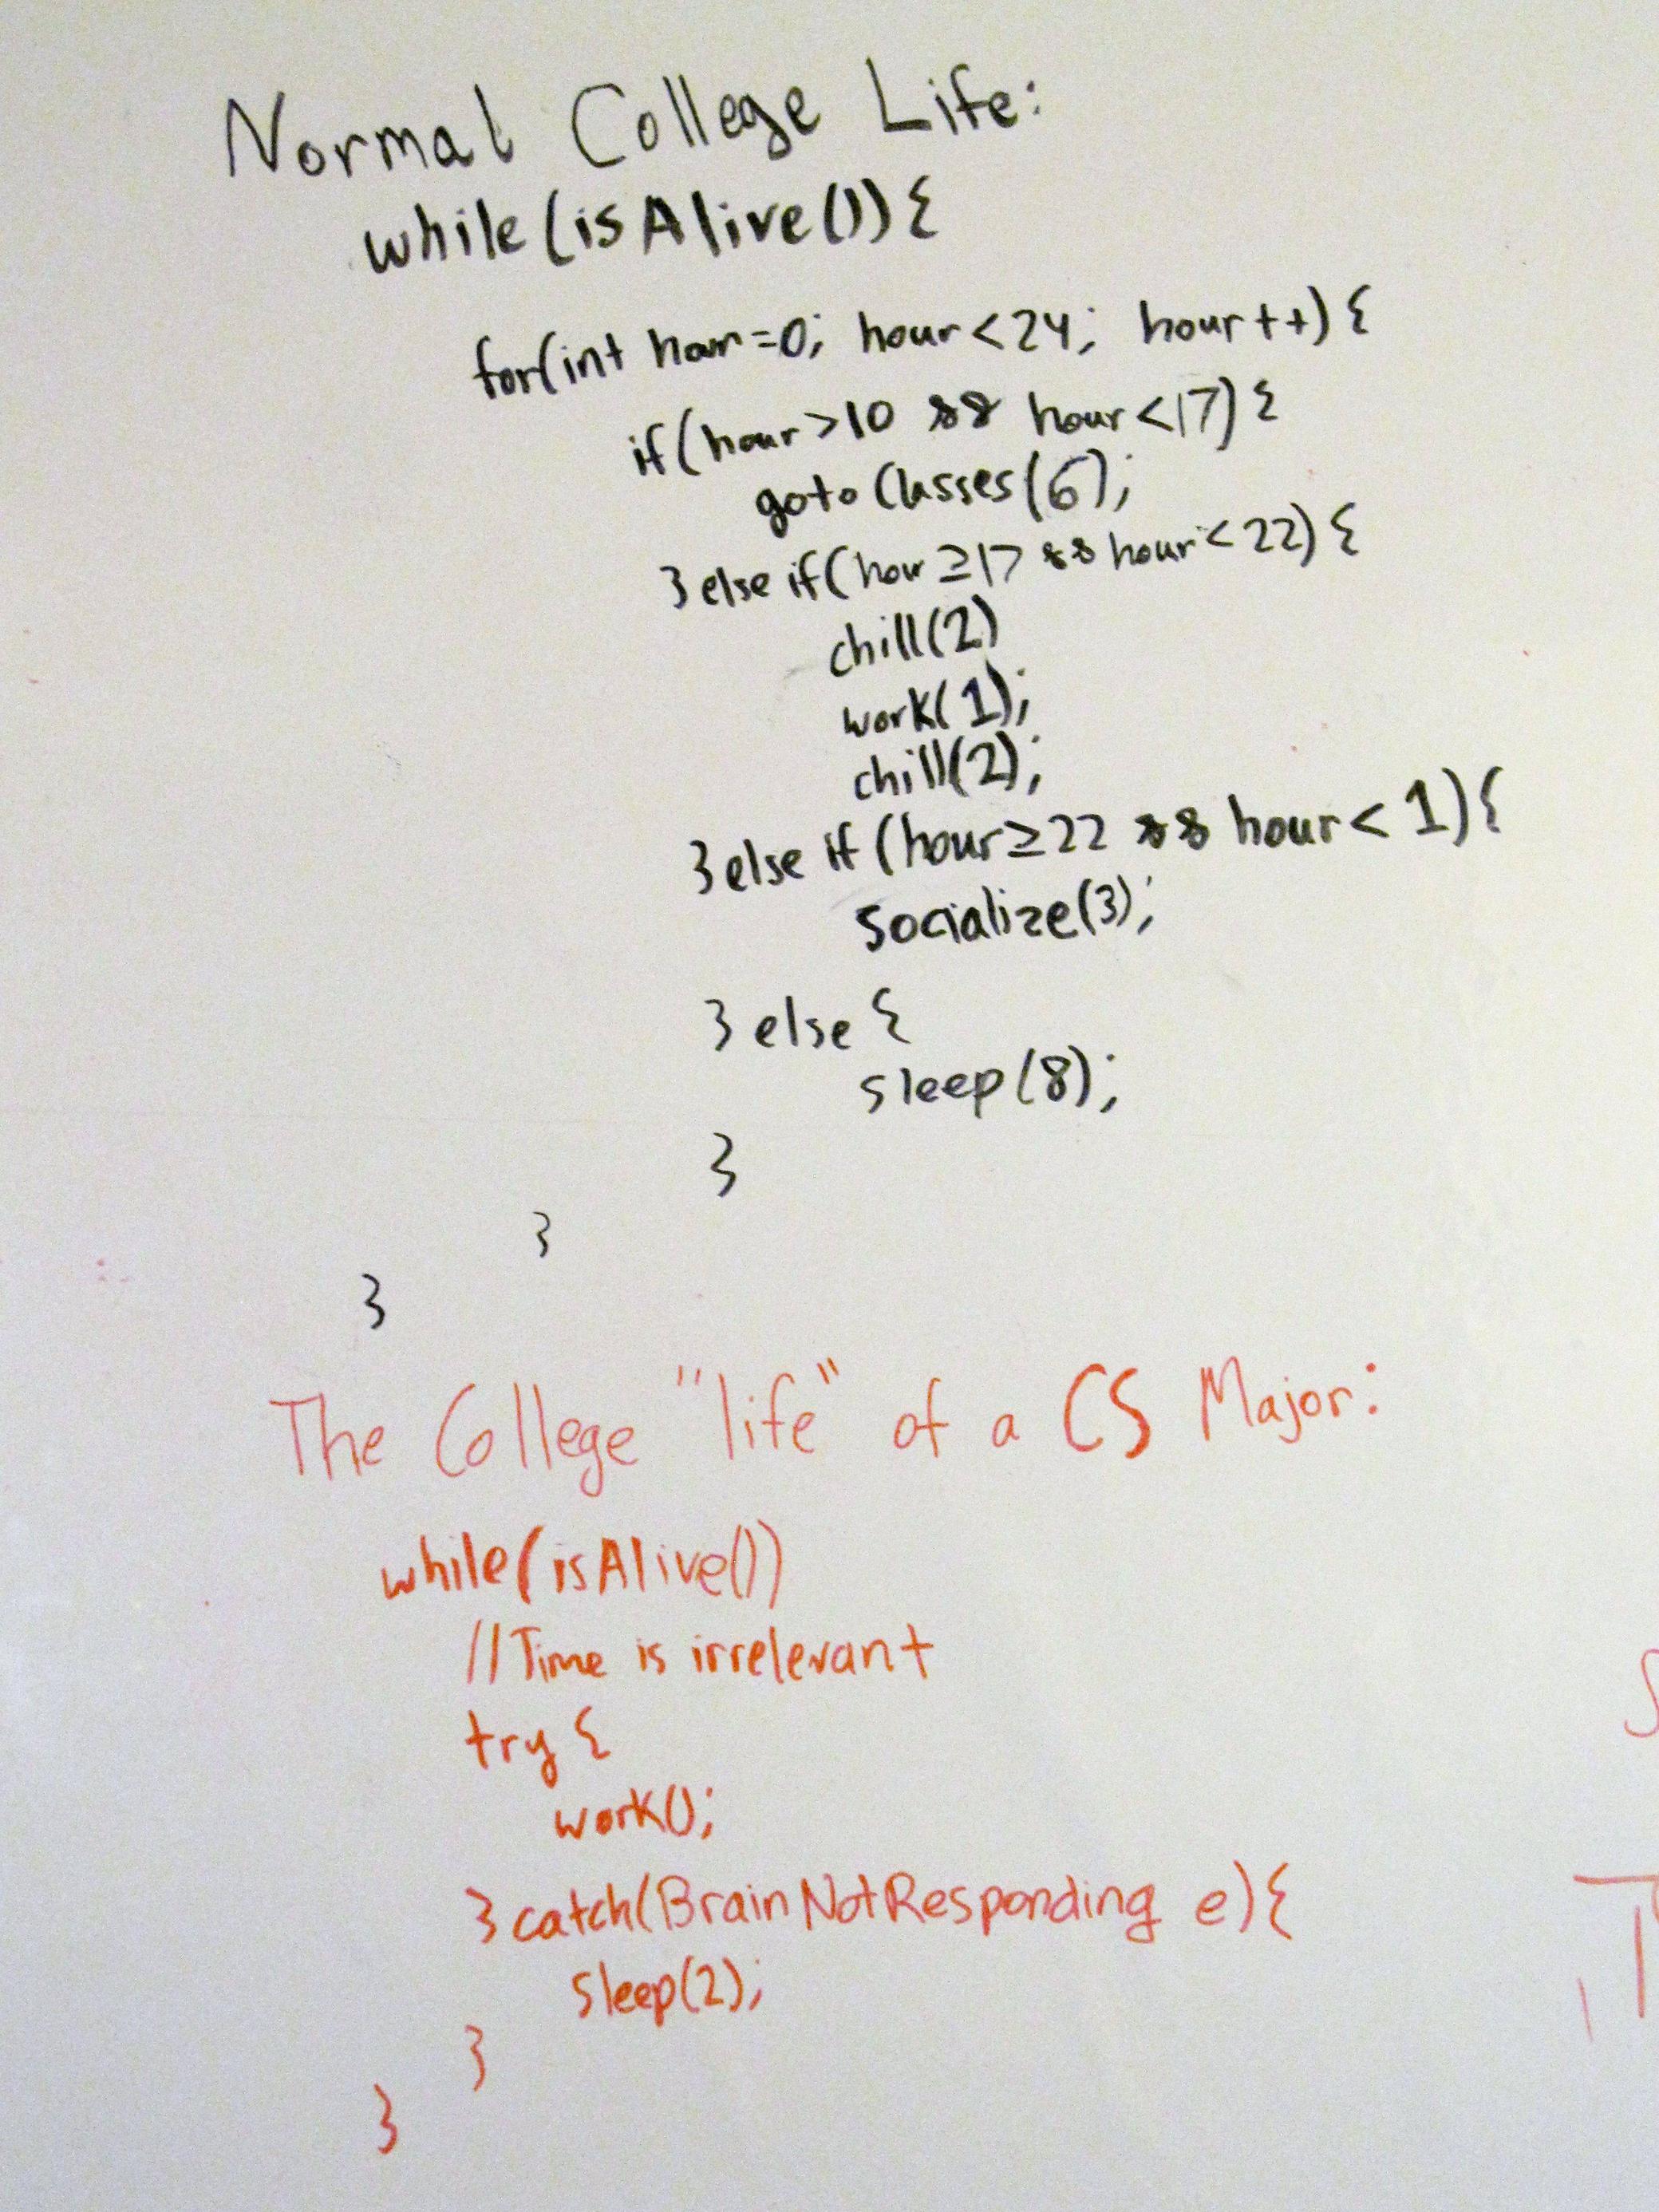 Normal College Life:
while(isAlive()){
for(int hour=0; hour<24; hour++){
if(hour>10 && hour<17){
goto Classes(6);
}else if(hour≥17 && hour<22){
chill(2)
work(1);
chill(2);
}else if(hour≥22 && hour<1){
socialize(3);
}else{
sleep(8);
}
}
}
The College "life" of a CS Major:
while(isAlive())
//Time is irrelevant
try{
work();
}catch(BrainNotResponding e){
sleep(2);
}
}